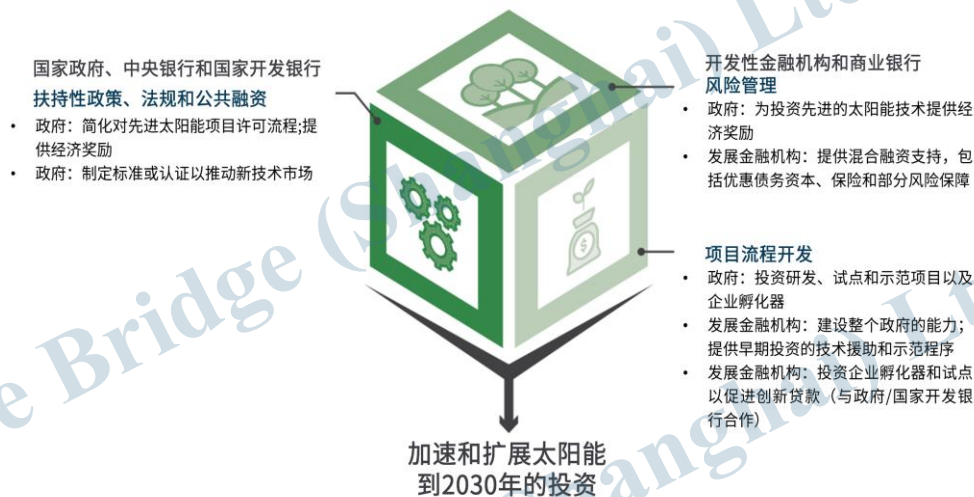 国家政府、中央银行和国家开发银行
扶持性政策、法规和公共融资
• 政府：简化对先进太阳能项目许可流程;提
供经济奖励
• 政府：制定标准或认证以推动新技术市场
开发性金融机构和商业银行
风险管理
• 政府：为投资先进的太阳能技术提供经
济奖励
• 发展金融机构：提供混合融资支持，包
括优惠债务资本、保险和部分风险保障
项目流程开发
• 政府：投资研发、试点和示范项目以及
企业孵化器
• 发展金融机构：建设整个政府的能力；
提供早期投资的技术援助和示范程序
• 发展金融机构：投资企业孵化器和试点
以促进创新贷款（与政府/国家开发银
行合作）
$
加速和扩展太阳能
到2030年的投资
e Bridge (Shanghai) Ltd
(Shanghai) Lt